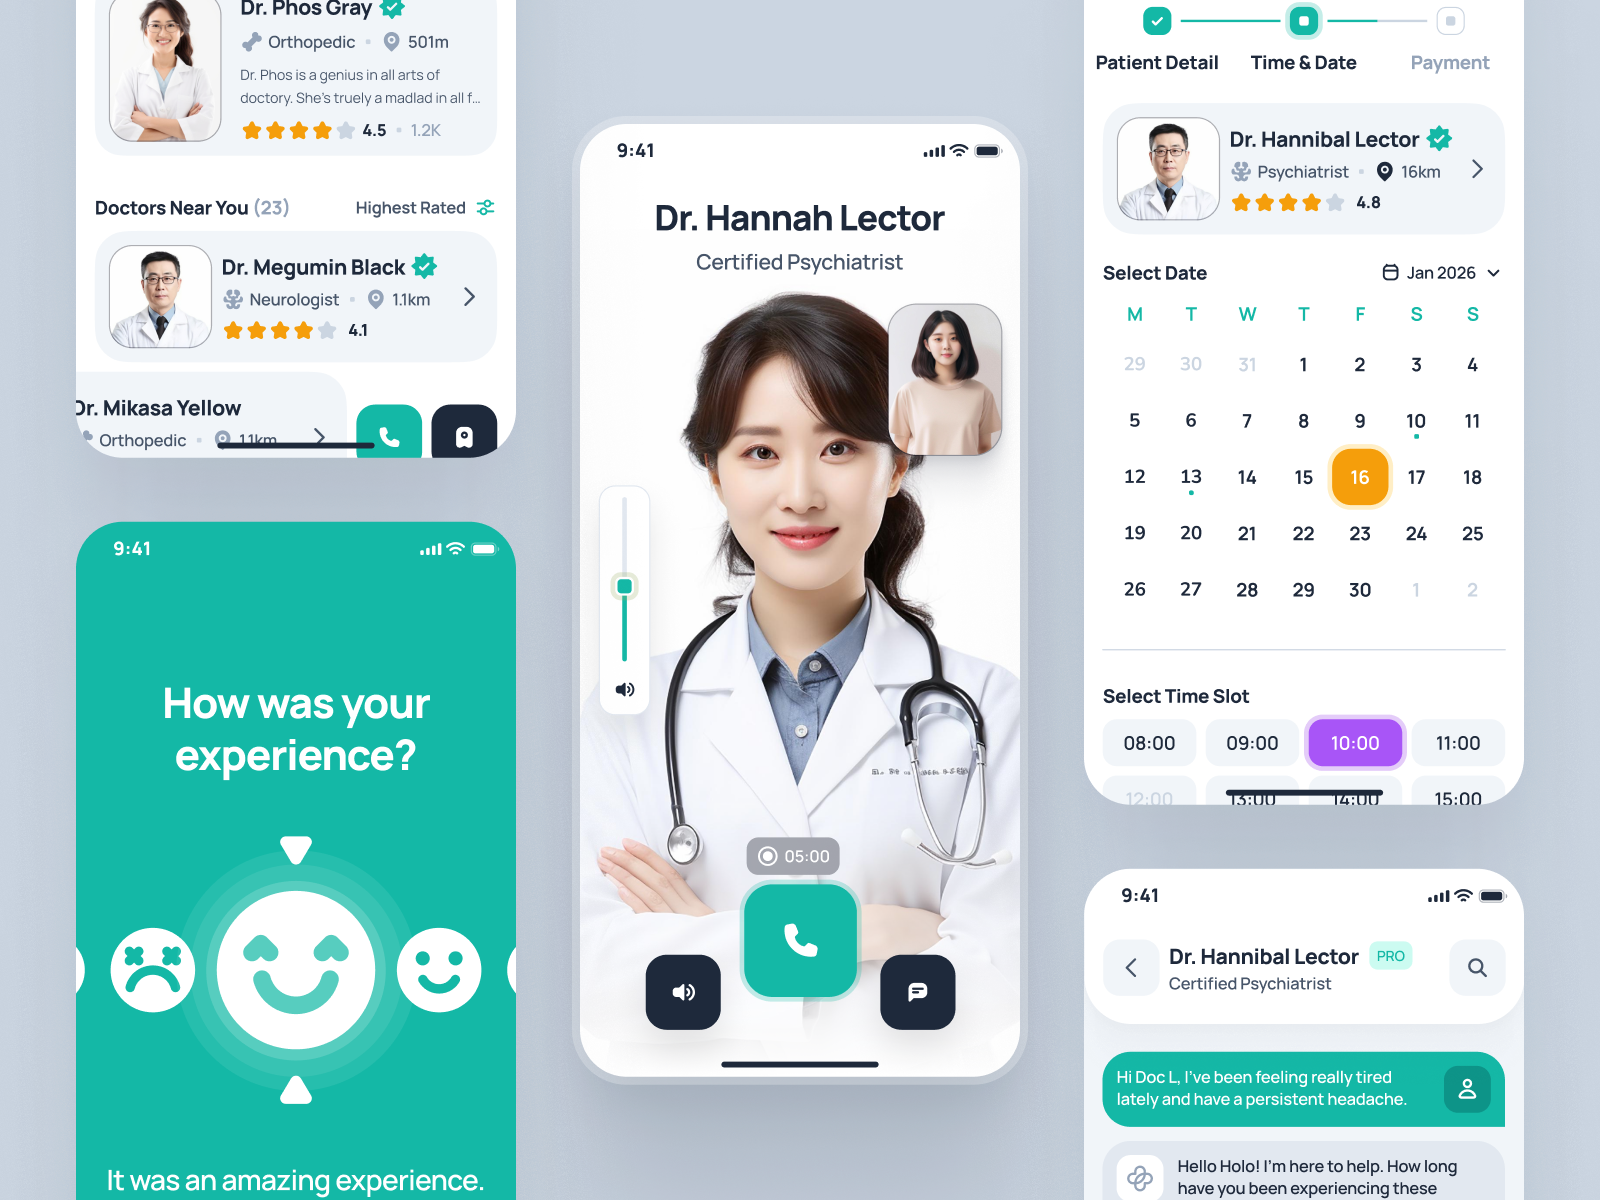 Dr. Phos Gray
Orthopedic 501m
Dr. Phos is a genius in all arts of
doctory. She's truely a madlad in all f...
4.5 1.2K
Doctors Near You (23) Highest Rated
Dr. Megumin Black
Neurologist 1.1km
4.1
Dr. Mikasa Yellow
Orthopedic 1.1km
9:41
How was your
experience?
It was an amazing experience.
9:41
Dr. Hannah Lector
Certified Psychiatrist
05:00
Patient Detail Time & Date Payment
Dr. Hannibal Lector
Psychiatrist 16km
4.8
Select Date Jan 2026
M T W T F S S
29 30 31 1 2 3 4
5 6 7 8 9 10 11
12 13 14 15 16 17 18
19 20 21 22 23 24 25
26 27 28 29 30 1 2
Select Time Slot
08:00 09:00 10:00 11:00
12:00 13:00 14:00 15:00
9:41
Dr. Hannibal Lector PRO
Certified Psychiatrist
Hi Doc L, I've been feeling really tired
lately and have a persistent headache.
Hello Holo! I'm here to help. How long
have you been experiencing these